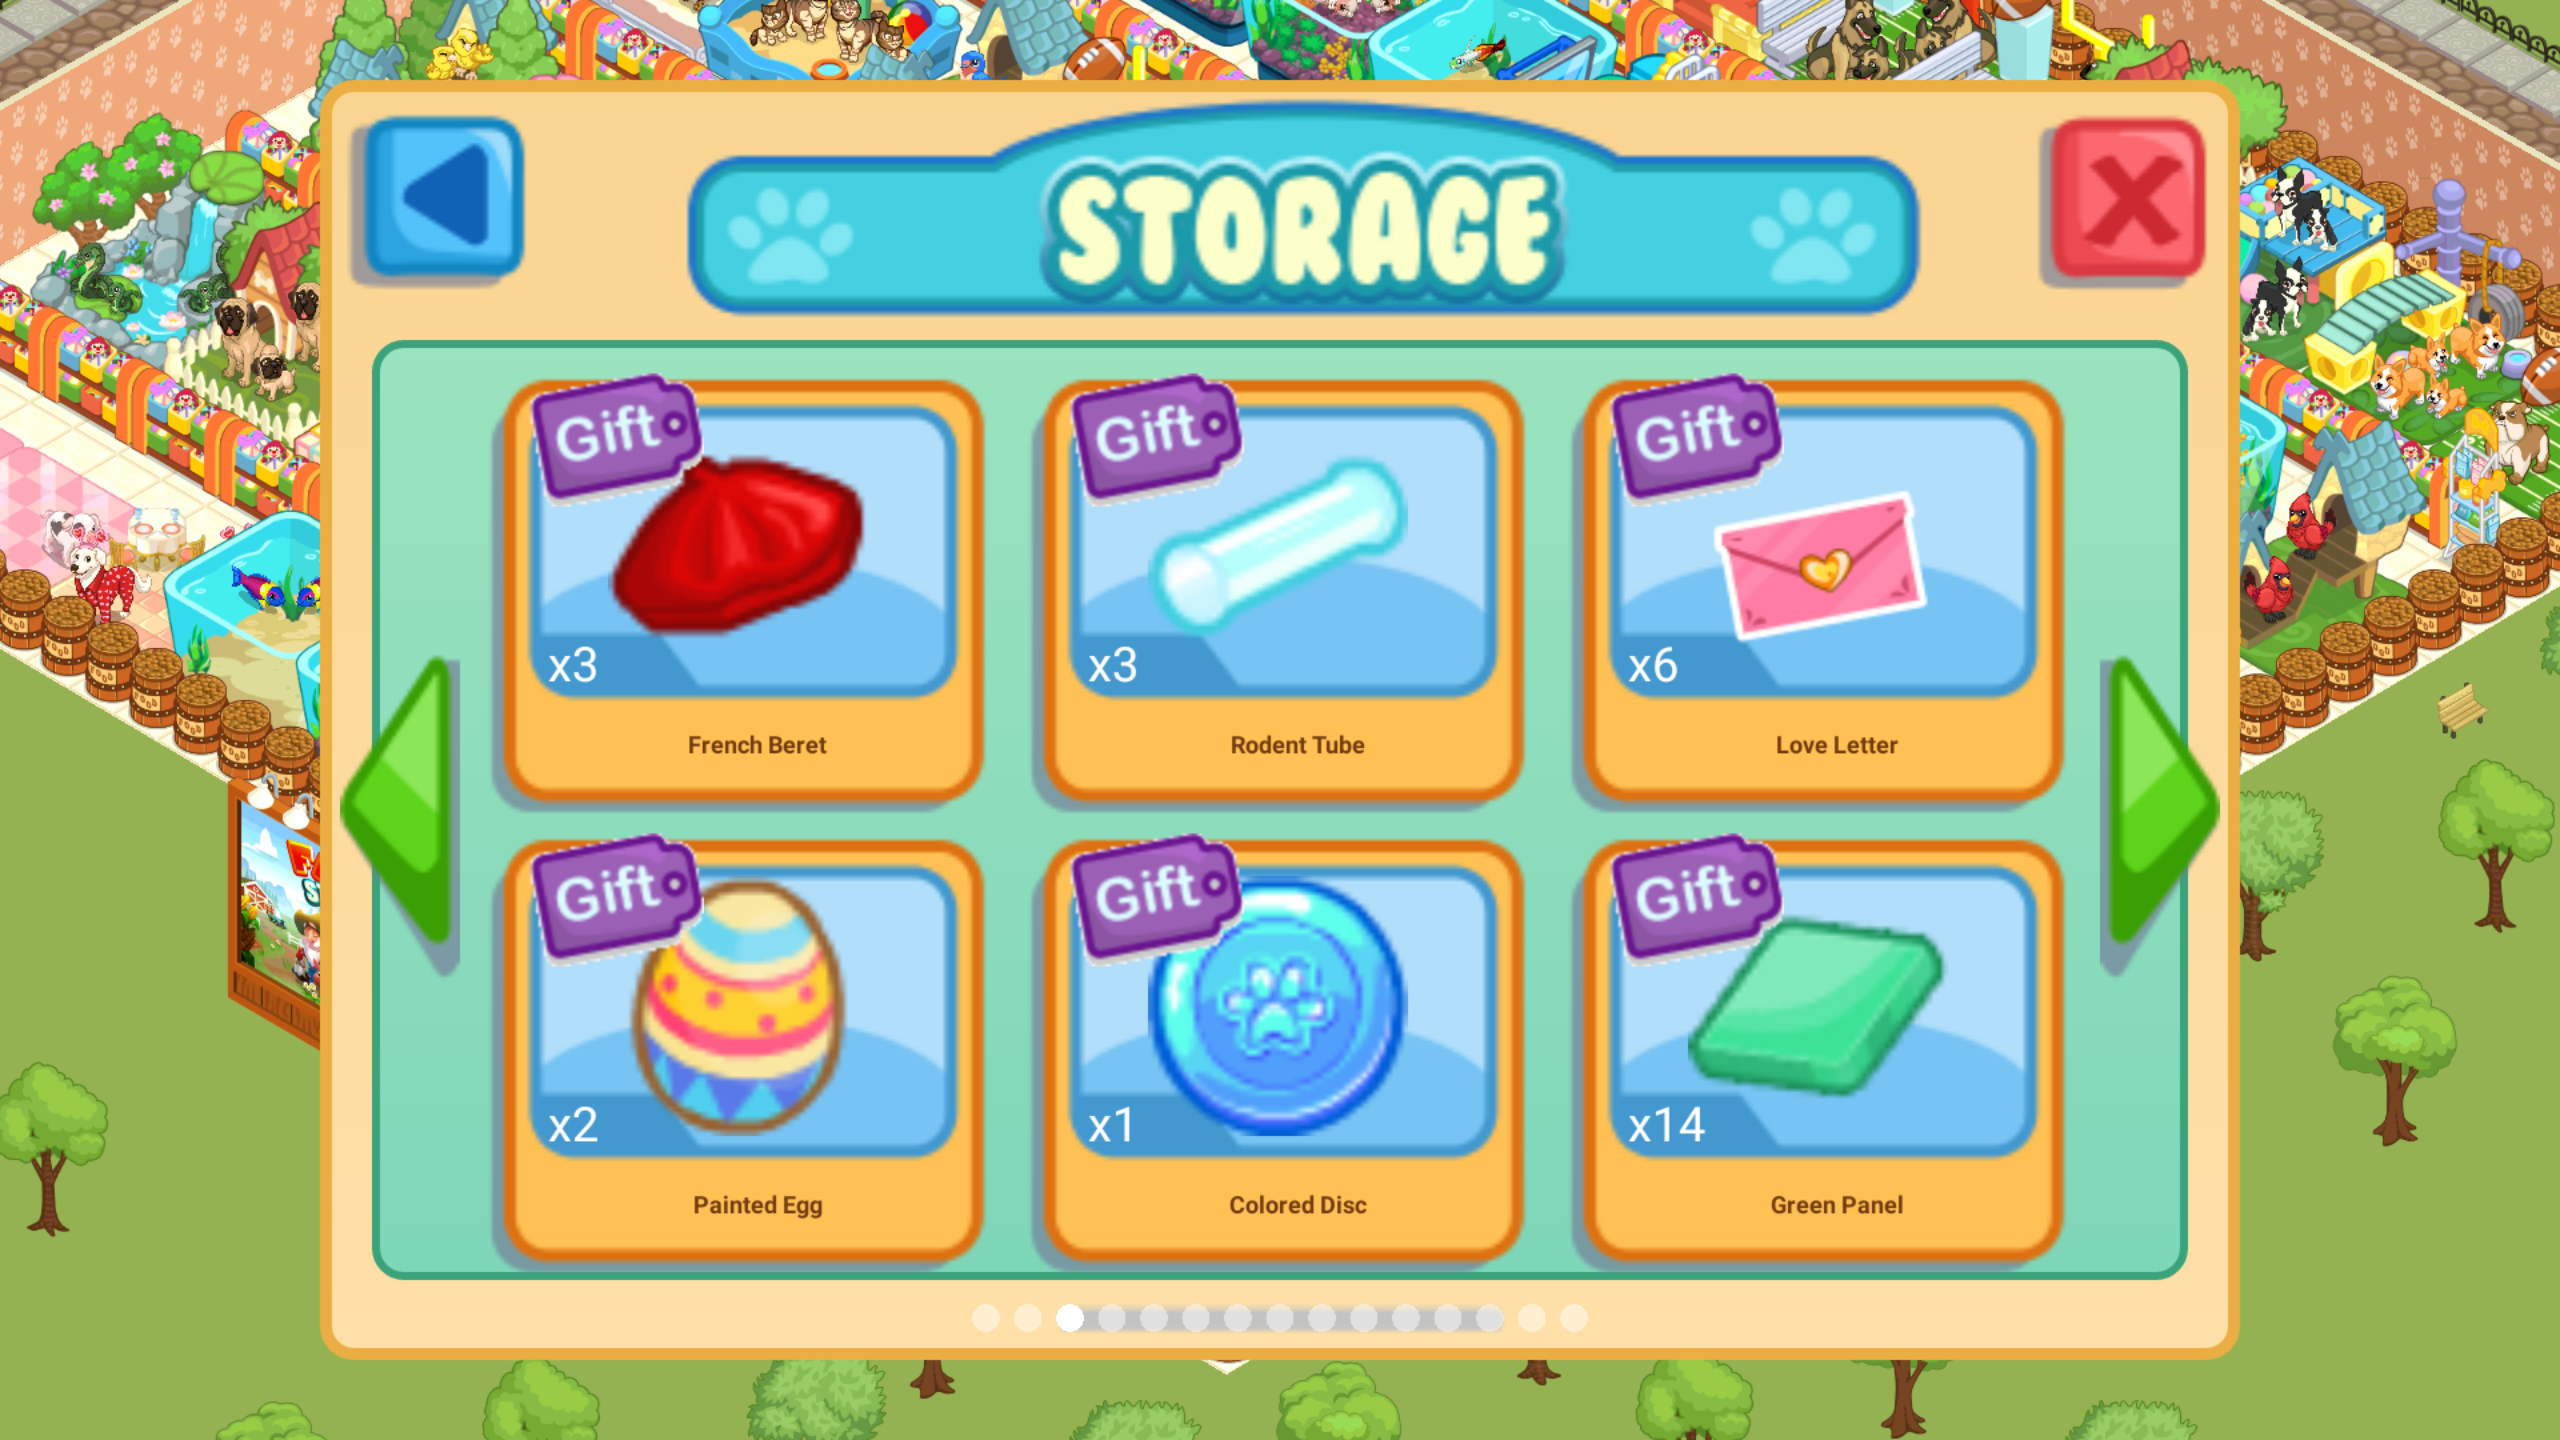 STORAGE
Gift
x3
French Beret
Gift
x3
Rodent Tube
Gift
x6
Love Letter
Gift
x2
Painted Egg
Gift
x1
Colored Disc
Gift
x14
Green Panel